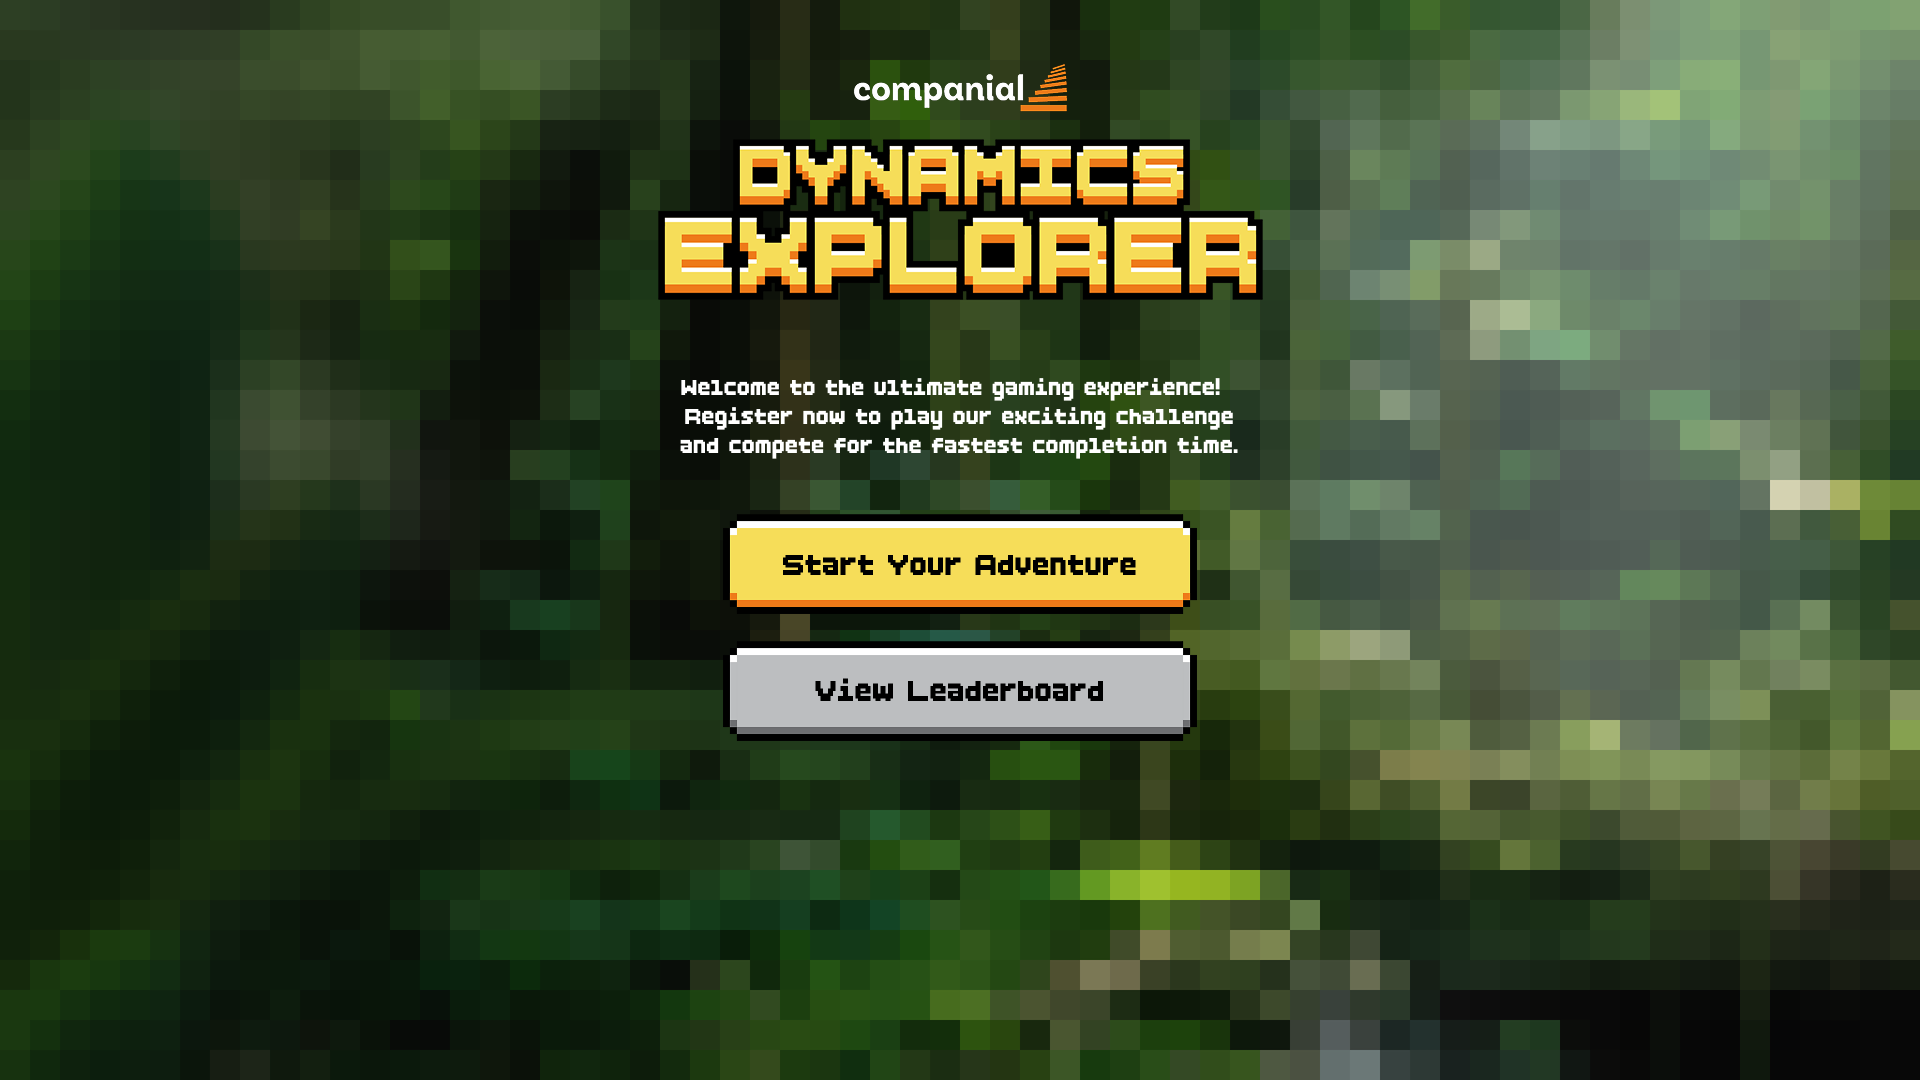 companial
DYNAMICS
EXPLORER
Welcome to the ultimate gaming experience!
Register now to play our exciting challenge
and compete for the fastest completion time.
Start Your Adventure
View Leaderboard